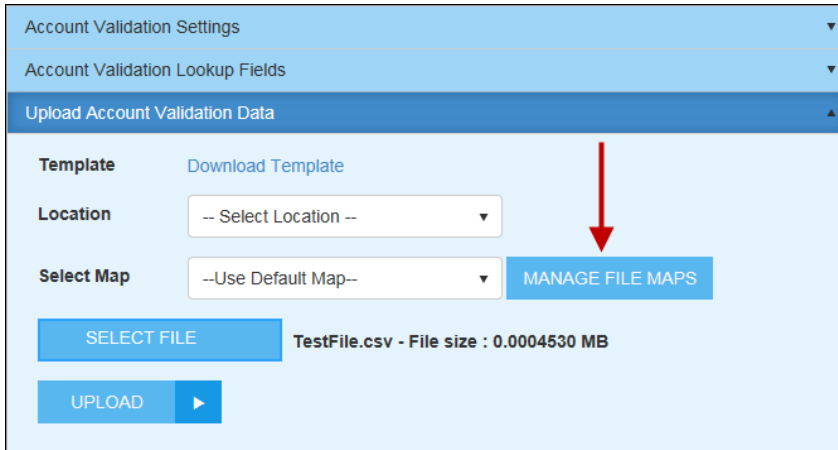 Account Validation Settings
Account Validation Lookup Fields
Upload Account Validation Data
Template Download Template
Location -- Select Location --
Select Map --Use Default Map-- MANAGE FILE MAPS
SELECT FILE TestFile.csv - File size : 0.0004530 MB
UPLOAD